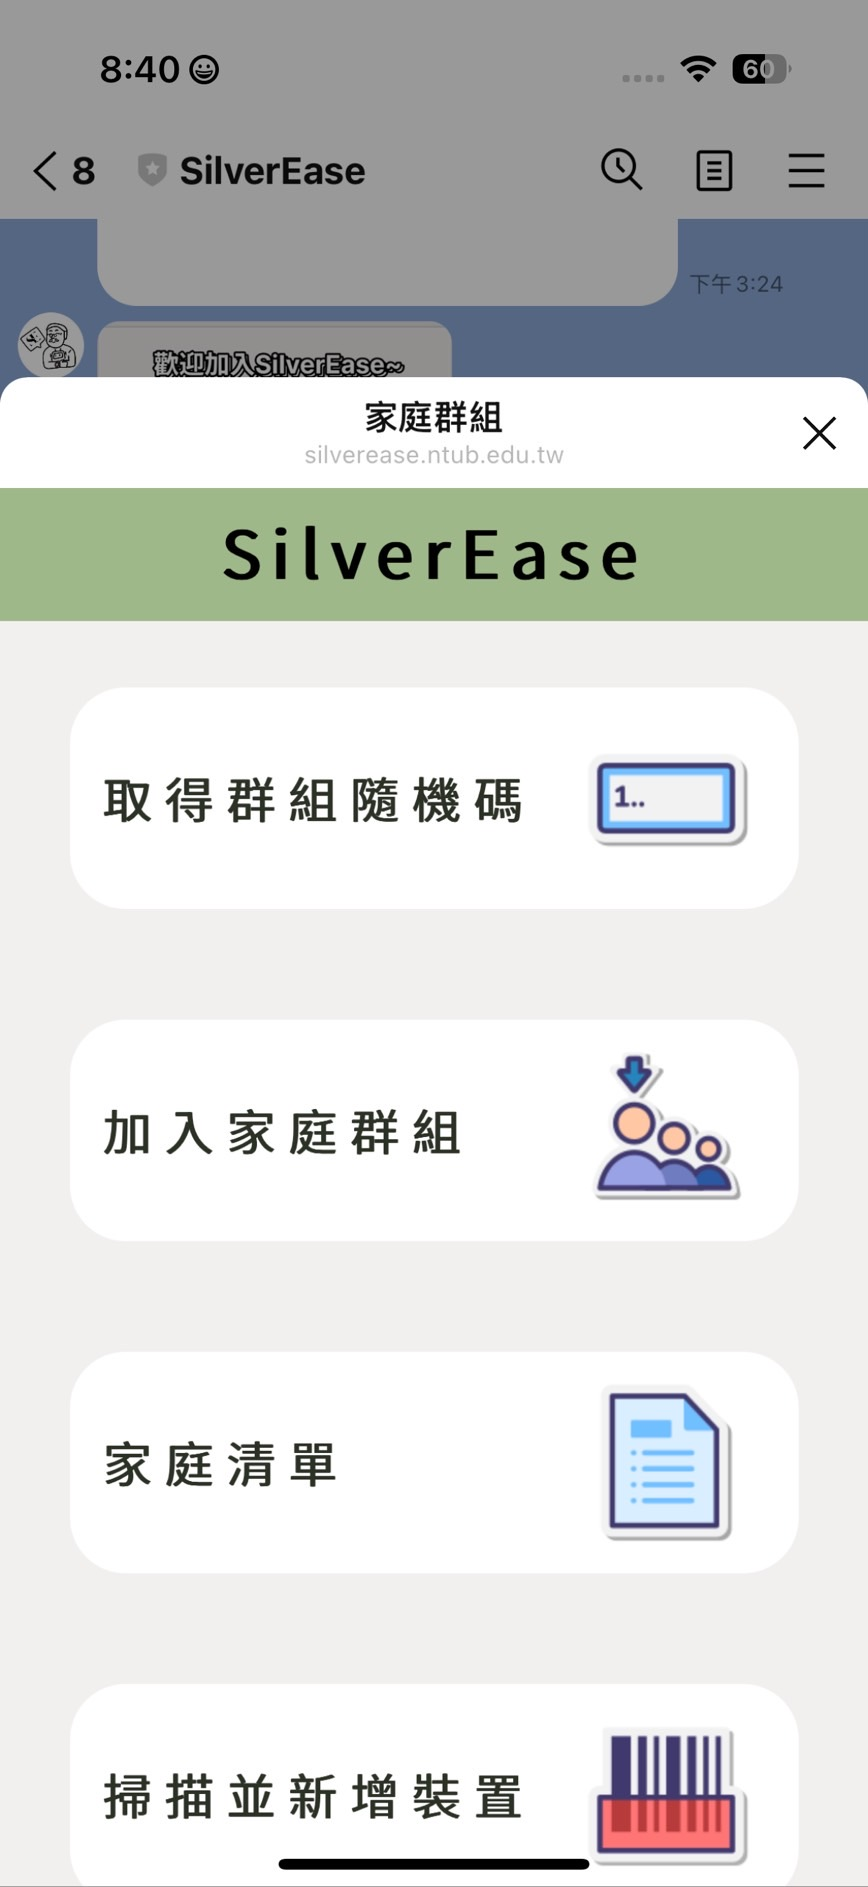 8:40
60
8
SilverEase
下午 3:24
歡迎加入SilverEase~
家庭群組
silverease.ntub.edu.tw
SilverEase
取得群組隨機碼
1..
加入家庭群組
家庭清單
掃描並新增裝置